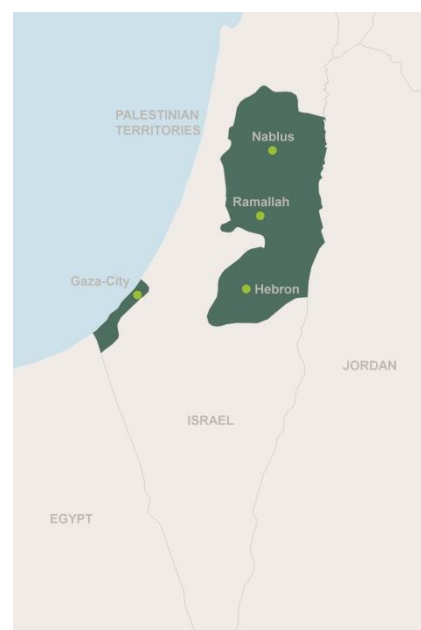 PALESTINIAN
TERRITORIES
Nablus
Ramallah
Gaza-City
Hebron
JORDAN
ISRAEL
EGYPT